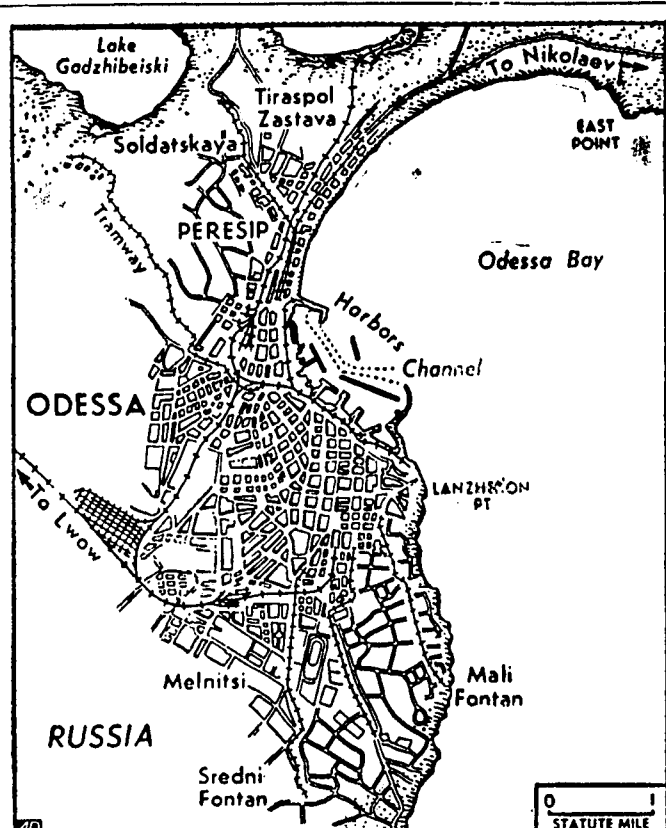 Lake
Gadzhibeiski
To Nikolaev
Tiraspol
Zastava
EAST
POINT
Soldatskaya
Tramway
PERESIP
Odessa Bay
Harbors
Channel
ODESSA
LANZHERON
PT
To Lwow
Melnitsi
Mali
Fontan
RUSSIA
Sredni
Fontan
0 1
STATUTE MILE